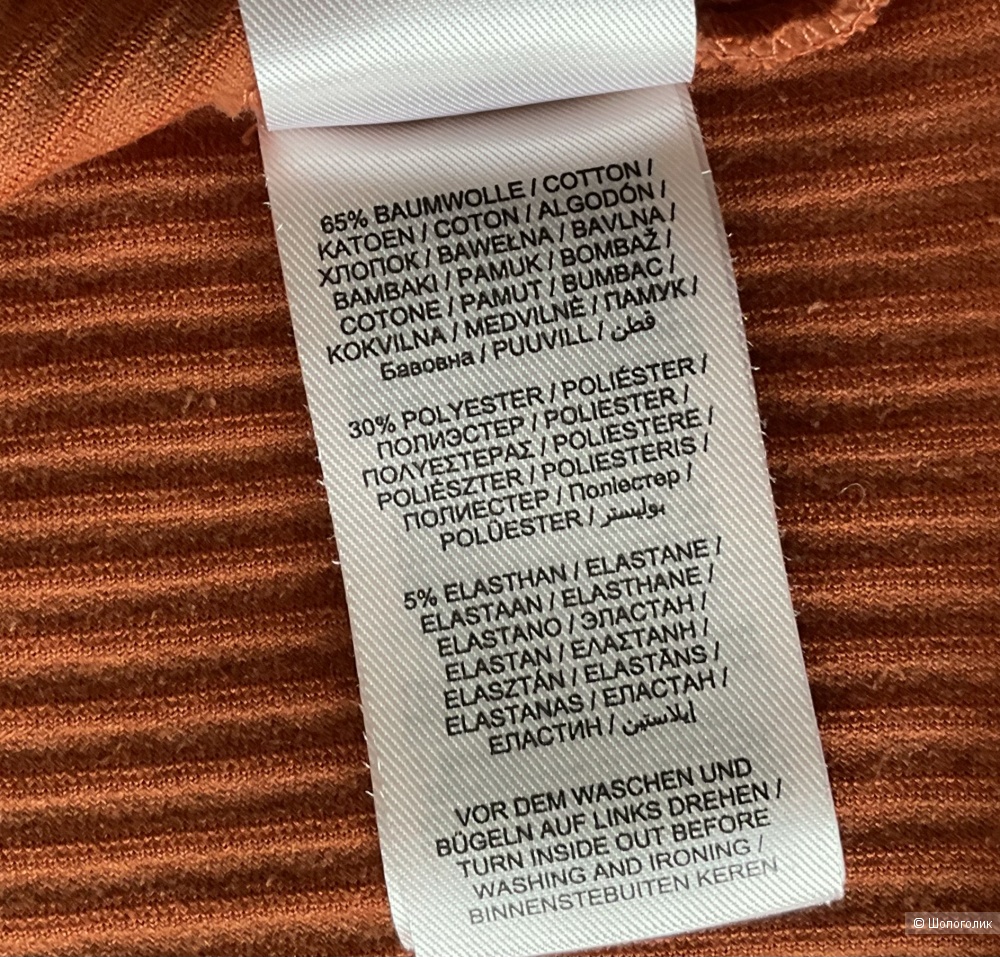 65% BAUMWOLLE / COTTON /
KATOEN / COTON / ALGODÓN /
ХЛОПОК / BAWEŁNA / BAVLNA /
BAMBAKI / PAMUK / BOMBAŽ /
COTONE / PAMUT / BUMBAC /
KOKVILNA / MEDVILNĖ / ПАМУК /
Бавовна / PUUVILL / قطن
30% POLYESTER / POLIÉSTER /
ПОЛИЭСТЕР / POLIESTER /
ΠΟΛΥΕΣΤΕΡΑΣ / POLIESTERE /
POLIÉSZTER / POLIESTERIS /
ПОЛИЕСТЕР / Поліестер /
POLÜESTER / بوليستر
5% ELASTHAN / ELASTANE /
ELASTAAN / ELASTHANE /
ELASTANO / ЭЛАСТАН /
ELASTAN / ΕΛΑΣΤΑΝΗ /
ELASZTÁN / ELASTĀNS /
ELASTANAS / ЕЛАСТАН /
ЕЛАСТИН / إيلاستين
VOR DEM WASCHEN UND
BÜGELN AUF LINKS DREHEN /
TURN INSIDE OUT BEFORE
WASHING AND IRONING /
BINNENSTEBUITEN KEREN
© Шопоголик